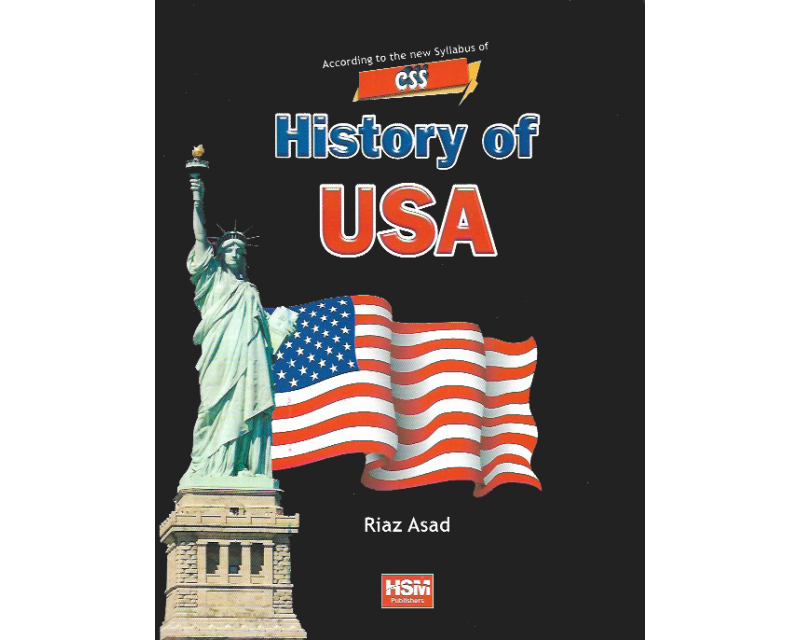 According to the new Syllabus of
CSS
History of
USA
Riaz Asad
HSM
Publishers